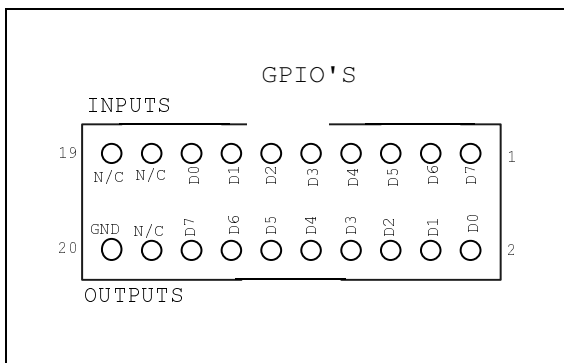 GPIO'S
INPUTS
19 N/C N/C D0 D1 D2 D3 D4 D5 D6 D7 1
20 GND N/C D7 D6 D5 D4 D3 D2 D1 D0 2
OUTPUTS